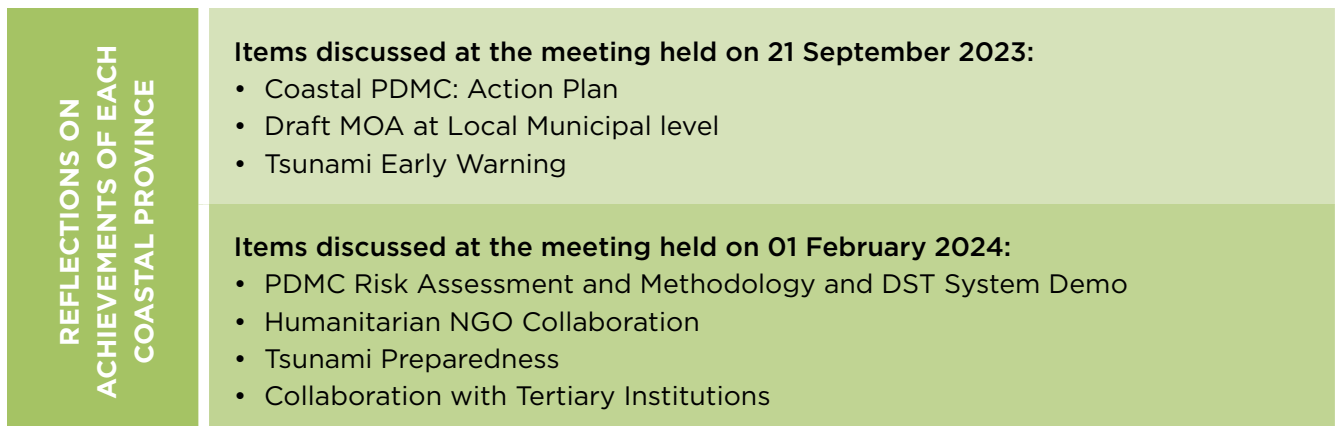 REFLECTIONS ON
ACHIEVEMENTS OF EACH
COASTAL PROVINCE
Items discussed at the meeting held on 21 September 2023:
• Coastal PDMC: Action Plan
• Draft MOA at Local Municipal level
• Tsunami Early Warning
Items discussed at the meeting held on 01 February 2024:
• PDMC Risk Assessment and Methodology and DST System Demo
• Humanitarian NGO Collaboration
• Tsunami Preparedness
• Collaboration with Tertiary Institutions